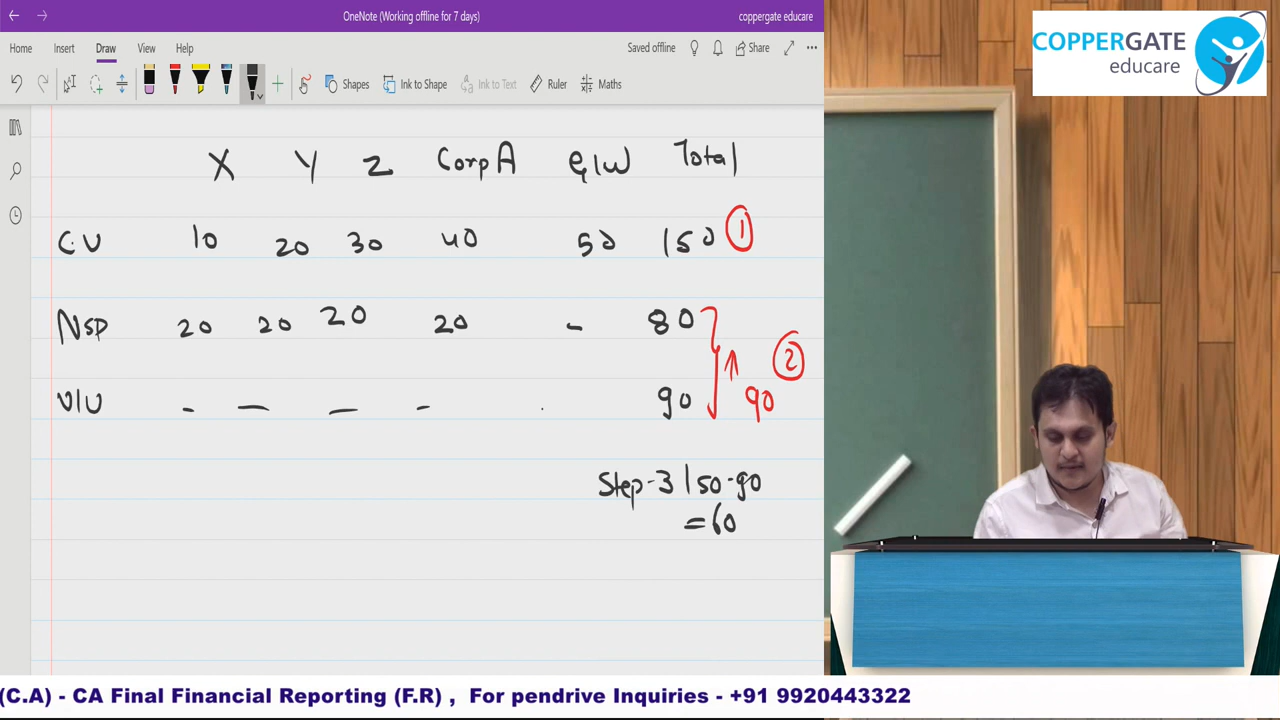 OneNote (Working offline for 7 days)
coppergate educare
Home Insert Draw View Help
Saved offline Share
Shapes Ink to Shape Ink to Text Ruler Maths
COPPERGATE
educare
X Y Z Corp A G/W Total
C.V 10 20 30 40 50 150 1
Nsp 20 20 20 20 - 80
2
V/U - - - - 90 90
Step-3 150-90
=60
(C.A) - CA Final Financial Reporting (F.R) , For pendrive Inquiries - +91 9920443322